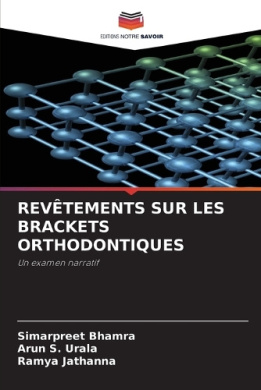 EDITIONS NOTRE SAVOIR
REVÊTEMENTS SUR LES
BRACKETS
ORTHODONTIQUES
Un examen narratif
Simarpreet Bhamra
Arun S. Urala
Ramya Jathanna